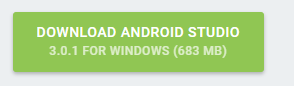 DOWNLOAD ANDROID STUDIO
3.0.1 FOR WINDOWS (683 MB)